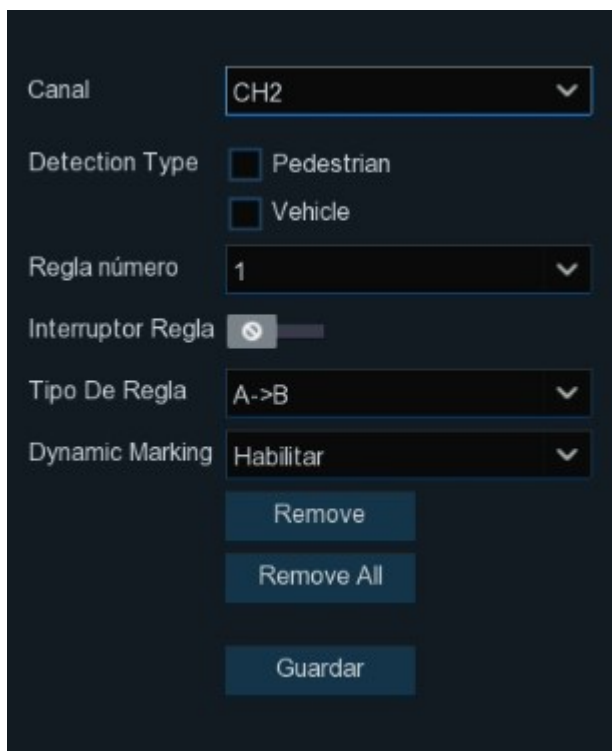 Canal CH2
Detection Type Pedestrian
Vehicle
Regla número 1
Interruptor Regla
Tipo De Regla A->B
Dynamic Marking Habilitar
Remove
Remove All
Guardar